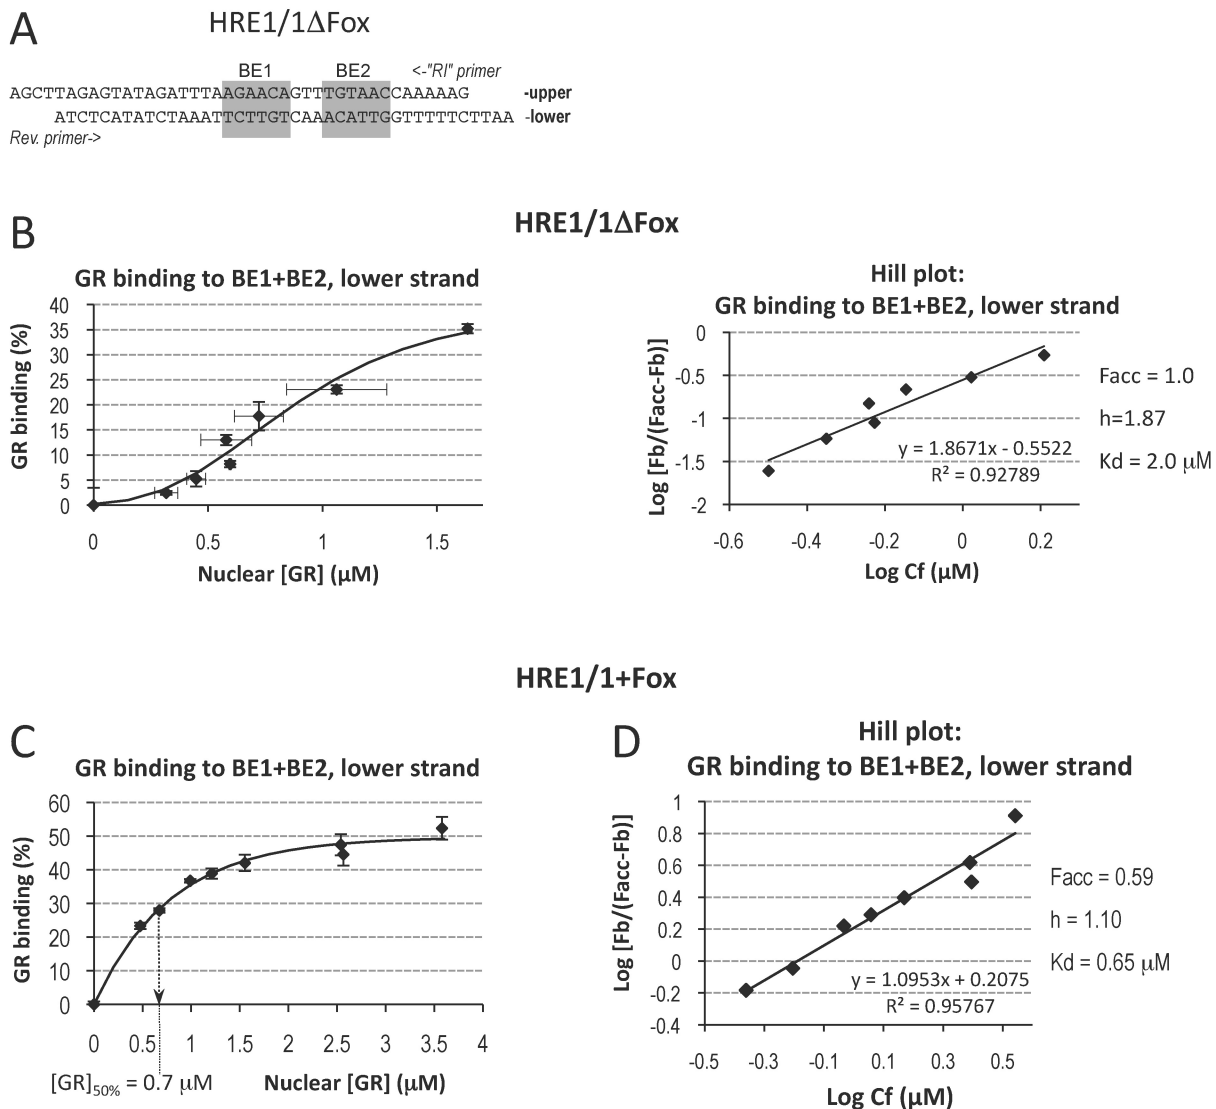 A
HRE1/1ΔFox
BE1 BE2 <-"RI" primer
AGCTTAGAGTATAGATTTAAGAACAGTTTGTAACCAAAAAG -upper
ATCTCATATCTAAATTCTTGTCAAACATTGGTTTTTCTTAA -lower
Rev. primer->
HRE1/1ΔFox
B
GR binding to BE1+BE2, lower strand
GR binding (%)
40
35
30
25
20
15
10
5
0
0 0.5 1 1.5
Nuclear [GR] (µM)
Hill plot:
GR binding to BE1+BE2, lower strand
Log [Fb/(Facc-Fb)]
0
-0.5
-1
-1.5
-2
y = 1.8671x - 0.5522
R² = 0.92789
-0.6 -0.4 -0.2 0 0.2
Log Cf (µM)
Facc = 1.0
h=1.87
Kd = 2.0 µM
HRE1/1+Fox
C
GR binding to BE1+BE2, lower strand
GR binding (%)
60
50
40
30
20
10
0
0 0.5 1 1.5 2 2.5 3 3.5 4
[GR]50% = 0.7 µM Nuclear [GR] (µM)
D
Hill plot:
GR binding to BE1+BE2, lower strand
Log [Fb/(Facc-Fb)]
1
0.8
0.6
0.4
0.2
0
-0.2
-0.4
y = 1.0953x + 0.2075
R² = 0.95767
-0.5 -0.3 -0.1 0.1 0.3 0.5
Log Cf (µM)
Facc = 0.59
h = 1.10
Kd = 0.65 µM